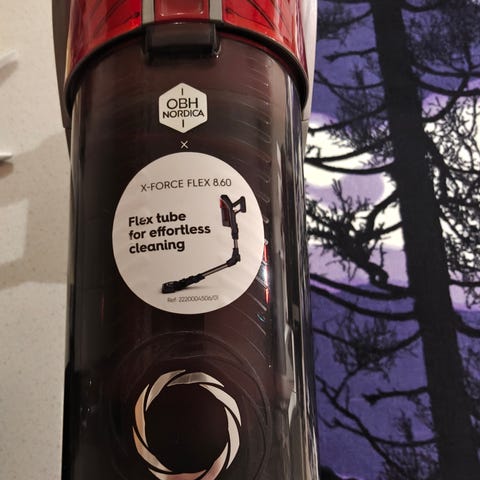 OBH
NORDICA
X
X-FORCE FLEX 8.60
Flex tube
for effortless
cleaning
Ref: 2220004506/01